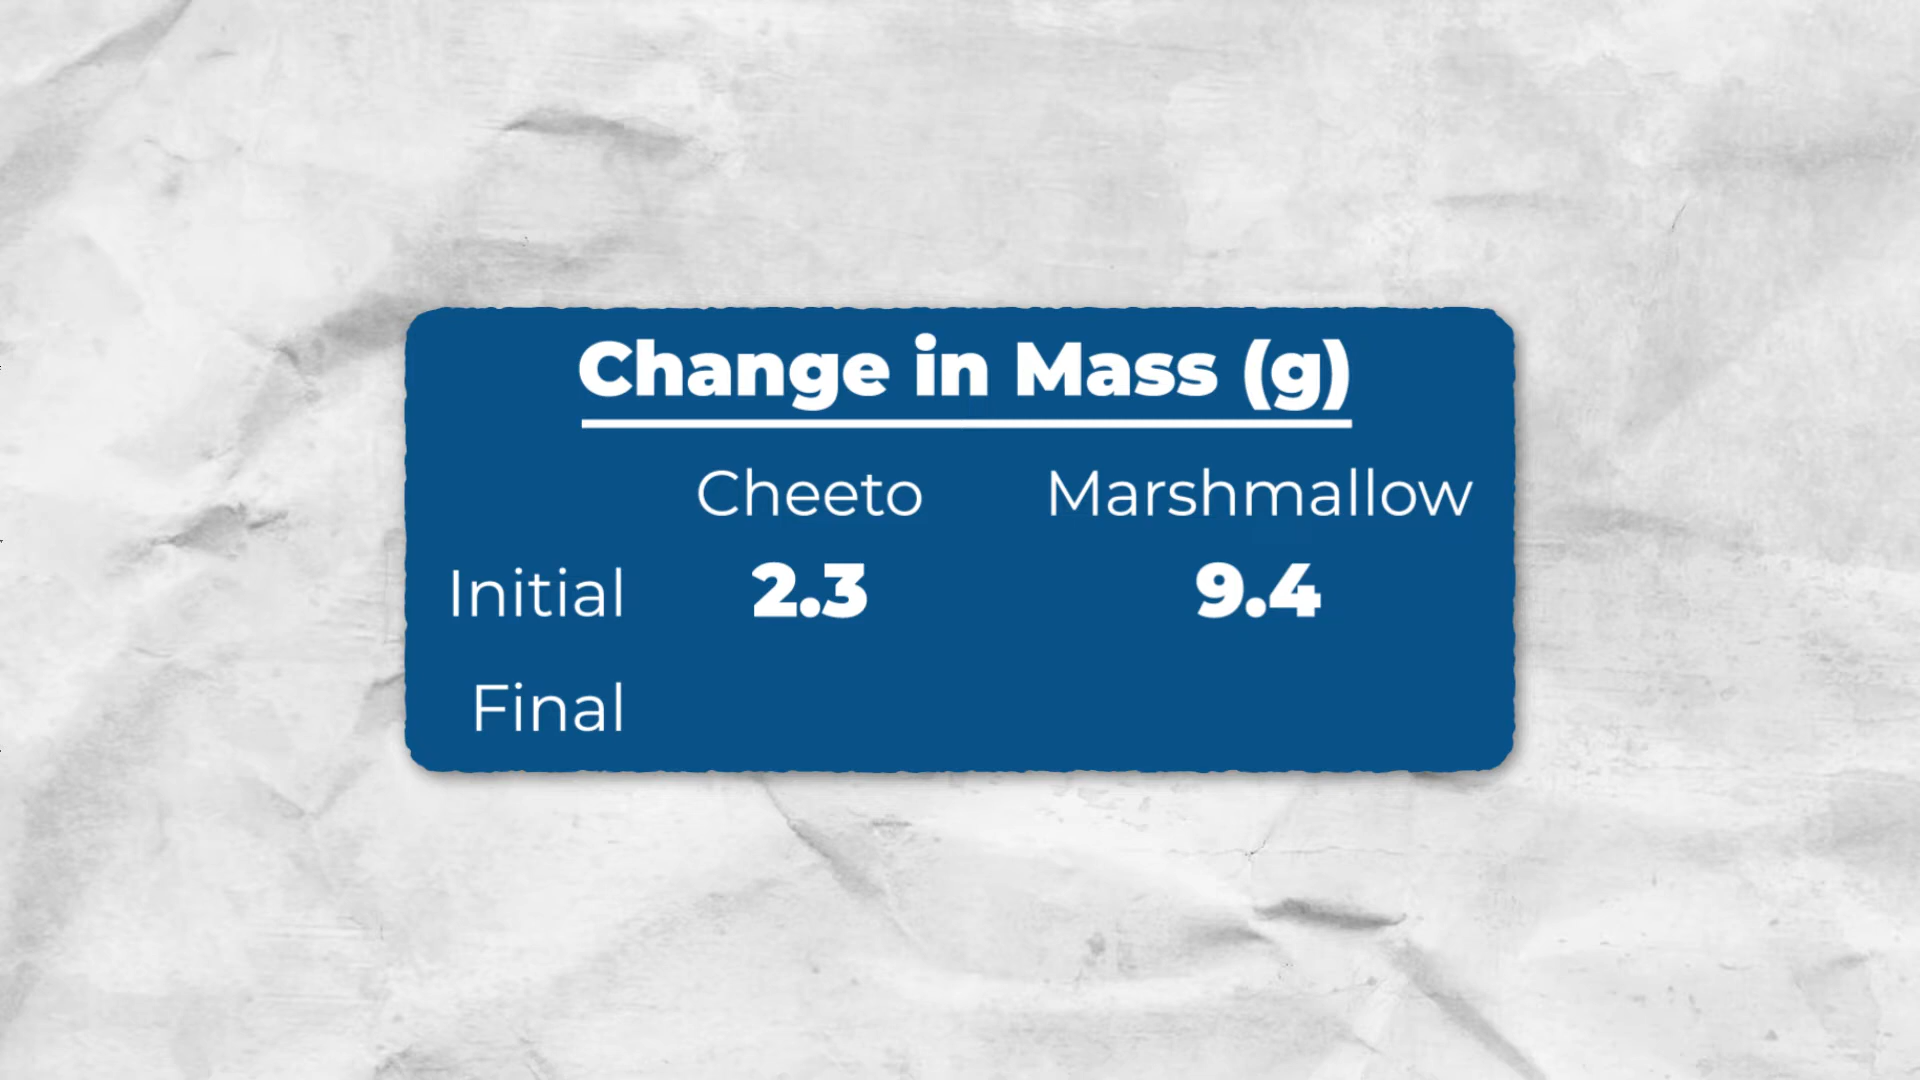 Change in Mass (g)
Cheeto Marshmallow
Initial 2.3 9.4
Final